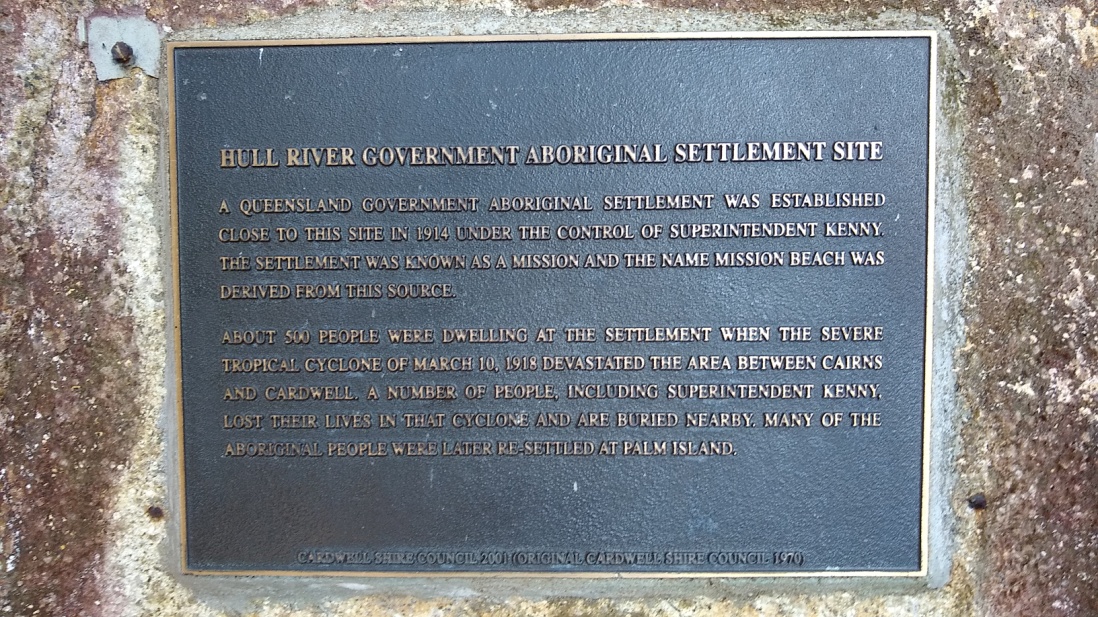 HULL RIVER GOVERNMENT ABORIGINAL SETTLEMENT SITE
A QUEENSLAND GOVERNMENT ABORIGINAL SETTLEMENT WAS ESTABLISHED
CLOSE TO THIS SITE IN 1914 UNDER THE CONTROL OF SUPERINTENDENT KENNY.
THE SETTLEMENT WAS KNOWN AS A MISSION AND THE NAME MISSION BEACH WAS
DERIVED FROM THIS SOURCE.
ABOUT 500 PEOPLE WERE DWELLING AT THE SETTLEMENT WHEN THE SEVERE
TROPICAL CYCLONE OF MARCH 10, 1918 DEVASTATED THE AREA BETWEEN CAIRNS
AND CARDWELL. A NUMBER OF PEOPLE, INCLUDING SUPERINTENDENT KENNY,
LOST THEIR LIVES IN THAT CYCLONE AND ARE BURIED NEARBY. MANY OF THE
ABORIGINAL PEOPLE WERE LATER RE-SETTLED AT PALM ISLAND.
CARDWELL SHIRE COUNCIL 2001 (ORIGINAL CARDWELL SHIRE COUNCIL 1970)